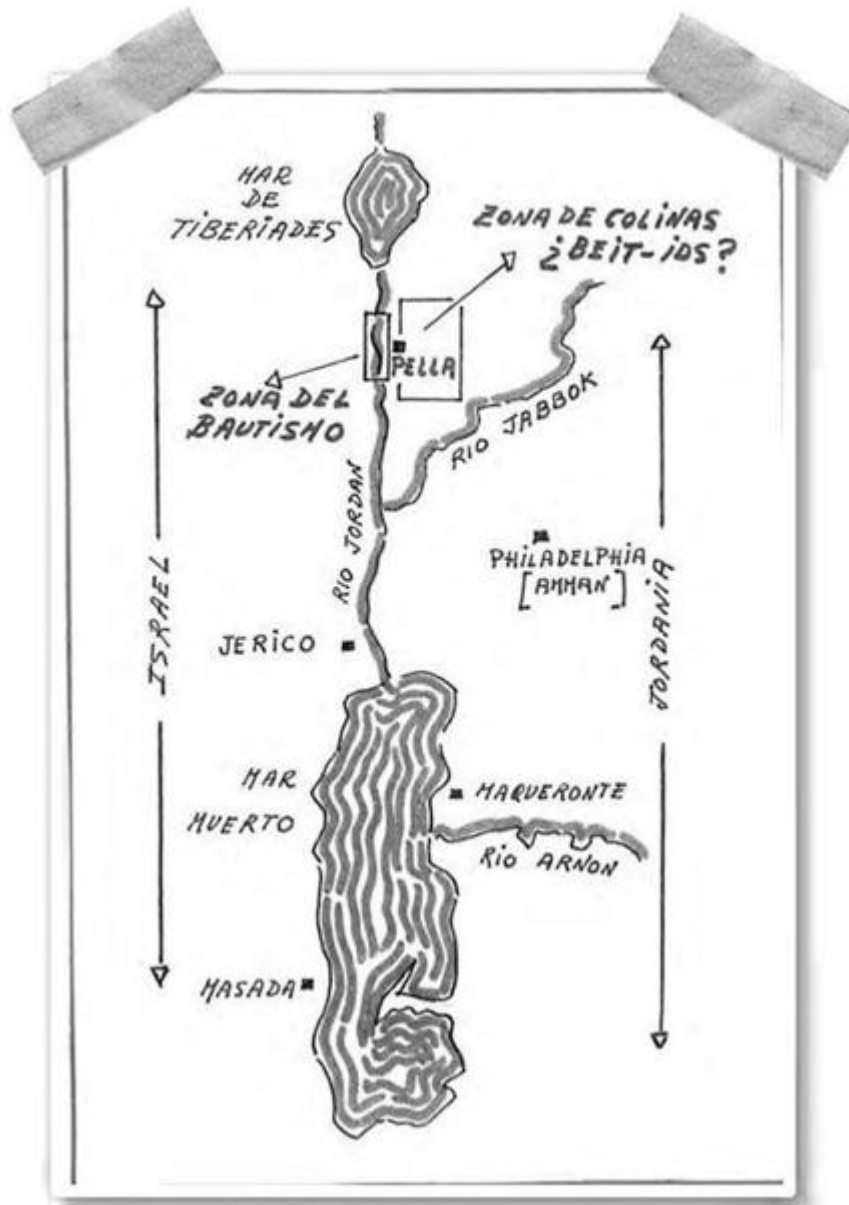 MAR
DE
TIBERIADES
ZONA DE COLINAS
¿BEIT-IDS?
PELLA
ZONA DEL
BAUTISMO
RIO JABBOK
RIO JORDAN
PHILADELPHIA
[AMMAN]
ISRAEL
JORDANIA
JERICO
MAR
MUERTO
MAQUERONTE
RIO ARNON
MASADA